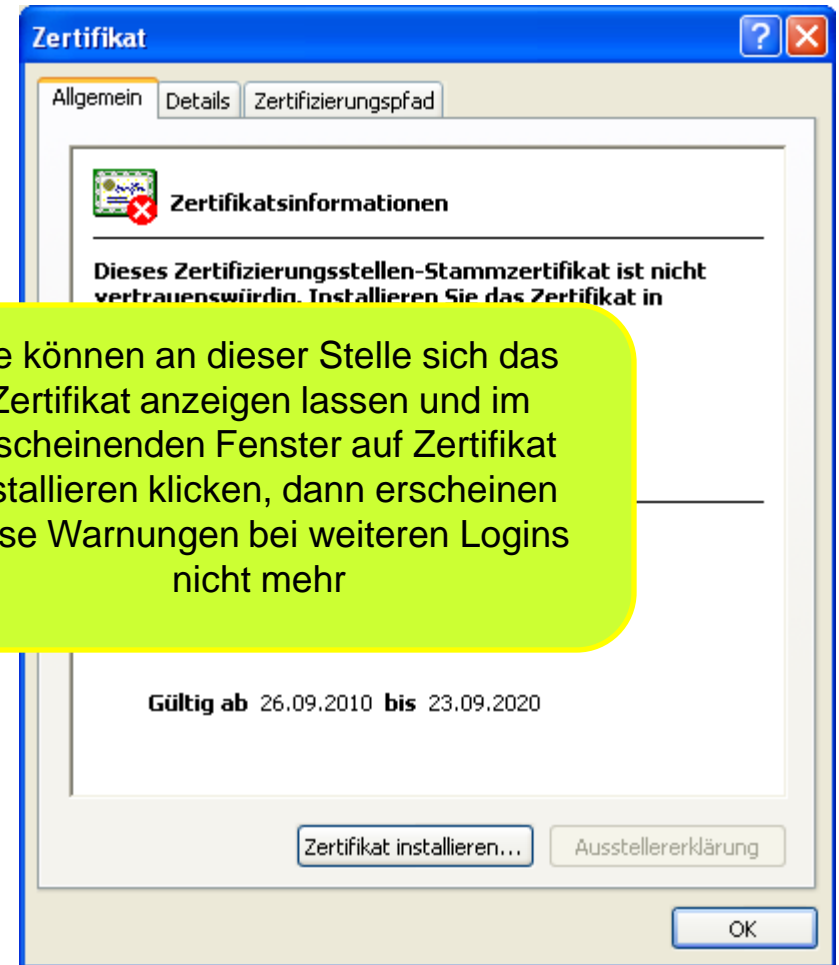 Zertifikat
Allgemein Details Zertifizierungspfad
Zertifikatsinformationen
Dieses Zertifizierungsstellen-Stammzertifikat ist nicht
vertrauenswürdig. Installieren Sie das Zertifikat in
e können an dieser Stelle sich das
Zertifikat anzeigen lassen und im
scheinenden Fenster auf Zertifikat
stallieren klicken, dann erscheinen
se Warnungen bei weiteren Logins
nicht mehr
Gültig ab 26.09.2010 bis 23.09.2020
Zertifikat installieren... Ausstellererklärung
OK